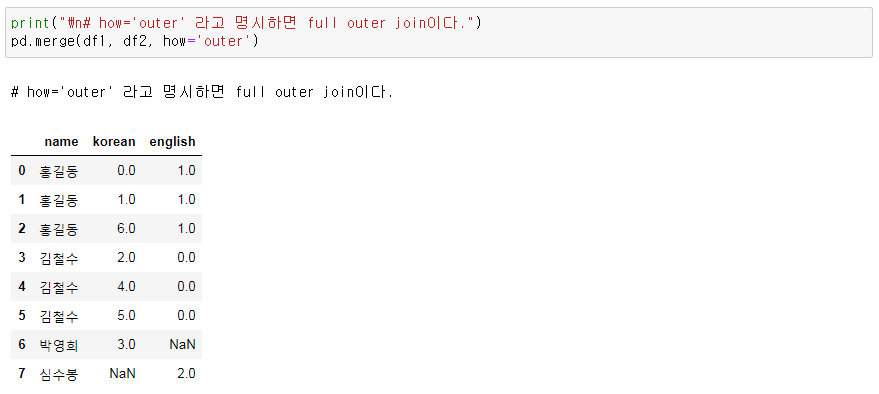 print("₩n# how='outer' 라고 명시하면 full outer join이다.")
pd.merge(df1, df2, how='outer')
# how='outer' 라고 명시하면 full outer join이다.
name korean english
0 홍길동 0.0 1.0
1 홍길동 1.0 1.0
2 홍길동 6.0 1.0
3 김철수 2.0 0.0
4 김철수 4.0 0.0
5 김철수 5.0 0.0
6 박영희 3.0 NaN
7 심수봉 NaN 2.0